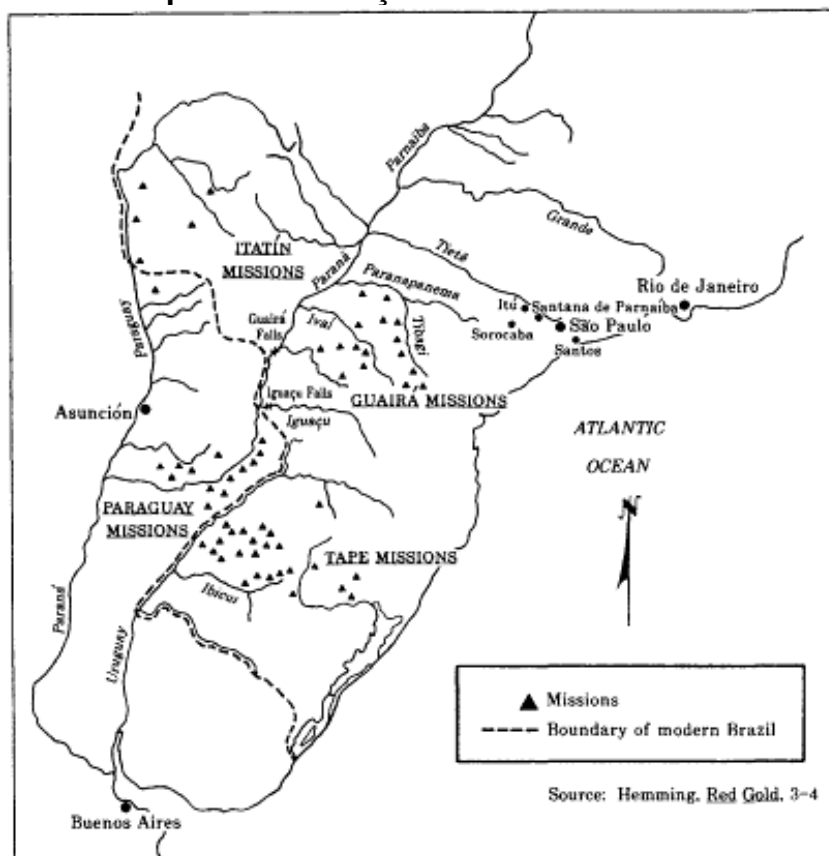 Parnaíba
Grande
ITATÍN
MISSIONS
Tietê
Paraná
Paranapanema
Rio de Janeiro
Itú
Santana de Parnaíba
São Paulo
Sorocaba
Santos
Paraguay
Guairá
Falls
Ivaí
Tibagi
Iguaçu Falls
GUAIRÁ MISSIONS
Asunción
Iguaçu
ATLANTIC
OCEAN
N
PARAGUAY
MISSIONS
TAPE MISSIONS
Ibicuí
Paraná
Uruguay
Missions
Boundary of modern Brazil
Source: Hemming, Red Gold, 3-4
Buenos Aires